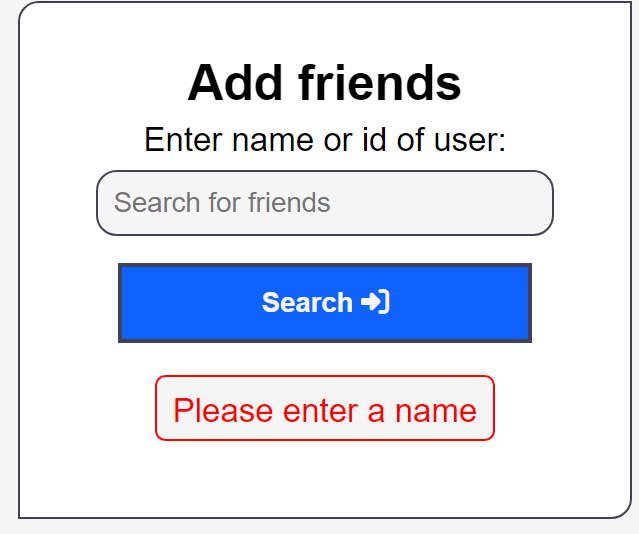 Add friends
Enter name or id of user:
Search for friends
Search
Please enter a name